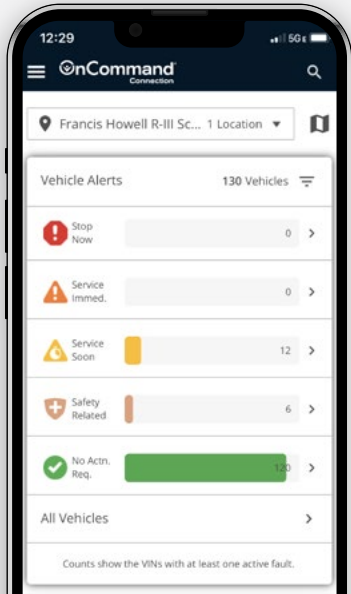 12:29
5G E
OnCommand
Connection
Francis Howell R-III Sc... 1 Location
Vehicle Alerts 130 Vehicles
Stop
Now
0
Service
Immed.
0
Service
Soon
12
Safety
Related
6
No Actn.
Req.
120
All Vehicles
Counts show the VINs with at least one active fault.